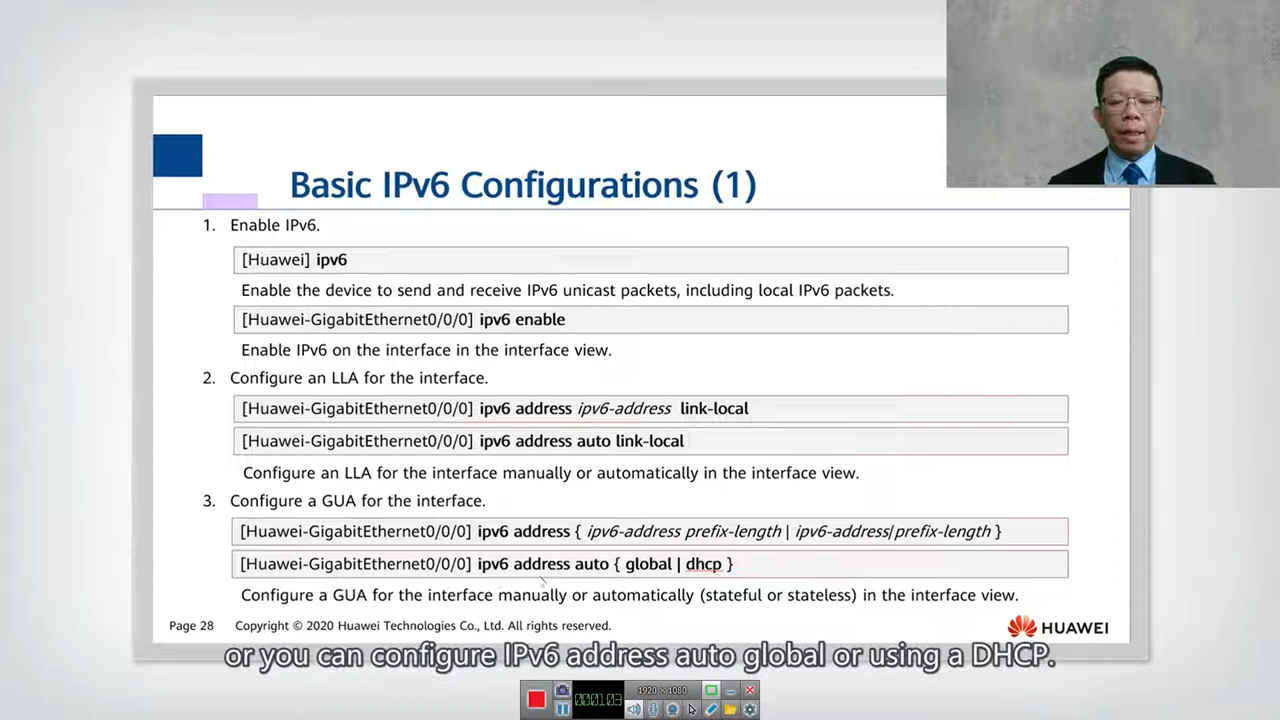 Basic IPv6 Configurations (1)
1. Enable IPv6.
[Huawei] ipv6
Enable the device to send and receive IPv6 unicast packets, including local IPv6 packets.
[Huawei-GigabitEthernet0/0/0] ipv6 enable
Enable IPv6 on the interface in the interface view.
2. Configure an LLA for the interface.
[Huawei-GigabitEthernet0/0/0] ipv6 address ipv6-address link-local
[Huawei-GigabitEthernet0/0/0] ipv6 address auto link-local
Configure an LLA for the interface manually or automatically in the interface view.
3. Configure a GUA for the interface.
[Huawei-GigabitEthernet0/0/0] ipv6 address { ipv6-address prefix-length | ipv6-address/prefix-length }
[Huawei-GigabitEthernet0/0/0] ipv6 address auto { global | dhcp }
Configure a GUA for the interface manually or automatically (stateful or stateless) in the interface view.
Page 28 Copyright © 2020 Huawei Technologies Co., Ltd. All rights reserved.
HUAWEI
or you can configure IPv6 address auto global or using a DHCP.
1920 × 1080
000:1:03